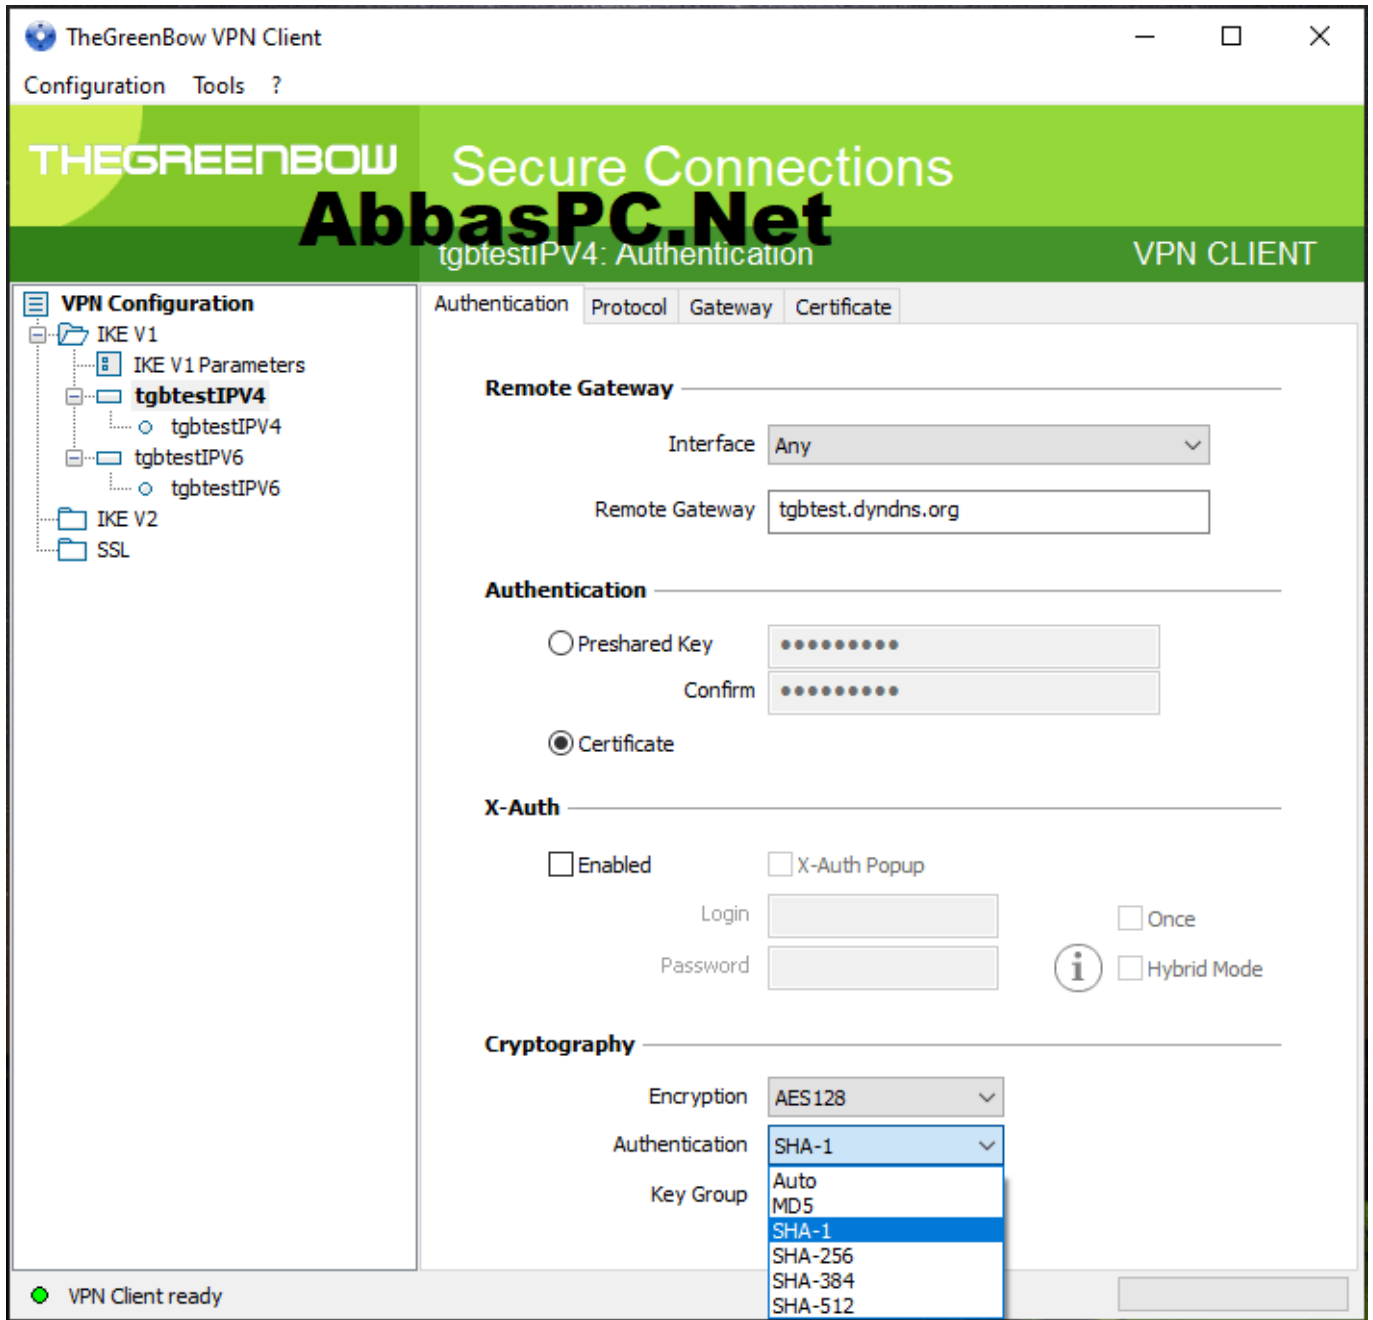 TheGreenBow VPN Client
Configuration Tools ?
THEGREENBOW Secure Connections
AbbasPC.Net
tgbtestIPV4: Authentication VPN CLIENT
VPN Configuration
IKE V1
IKE V1 Parameters
tgbtestIPV4
tgbtestIPV4
tgbtestIPV6
tgbtestIPV6
IKE V2
SSL
Authentication Protocol Gateway Certificate
Remote Gateway
Interface Any
Remote Gateway tgbtest.dyndns.org
Authentication
Preshared Key •••••••••
Confirm •••••••••
Certificate
X-Auth
Enabled X-Auth Popup
Login Once
Password i Hybrid Mode
Cryptography
Encryption AES128
Authentication SHA-1
Key Group
Auto
MD5
SHA-1
SHA-256
SHA-384
SHA-512
VPN Client ready